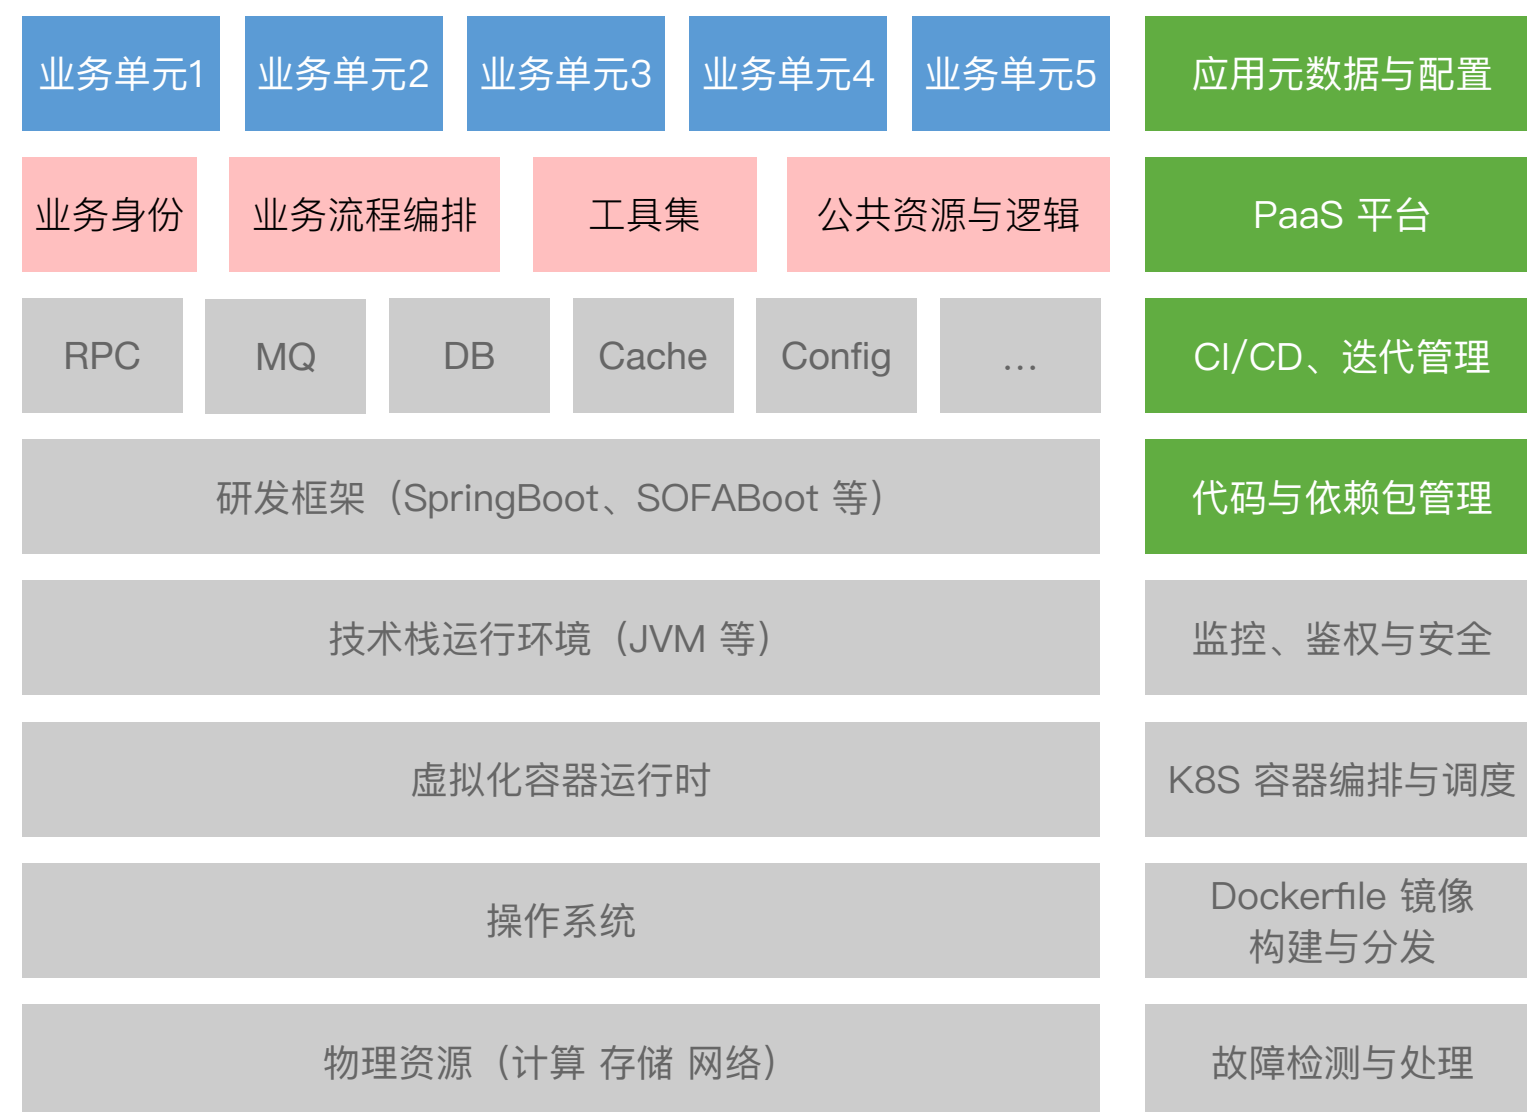 业务单元1
业务单元2
业务单元3
业务单元4
业务单元5
应用元数据与配置
业务身份
业务流程编排
工具集
公共资源与逻辑
PaaS 平台
RPC
MQ
DB
Cache
Config
...
CI/CD、迭代管理
研发框架（SpringBoot、SOFABoot 等）
代码与依赖包管理
技术栈运行环境（JVM 等）
监控、鉴权与安全
虚拟化容器运行时
K8S 容器编排与调度
操作系统
Dockerfile 镜像
构建与分发
物理资源（计算 存储 网络）
故障检测与处理